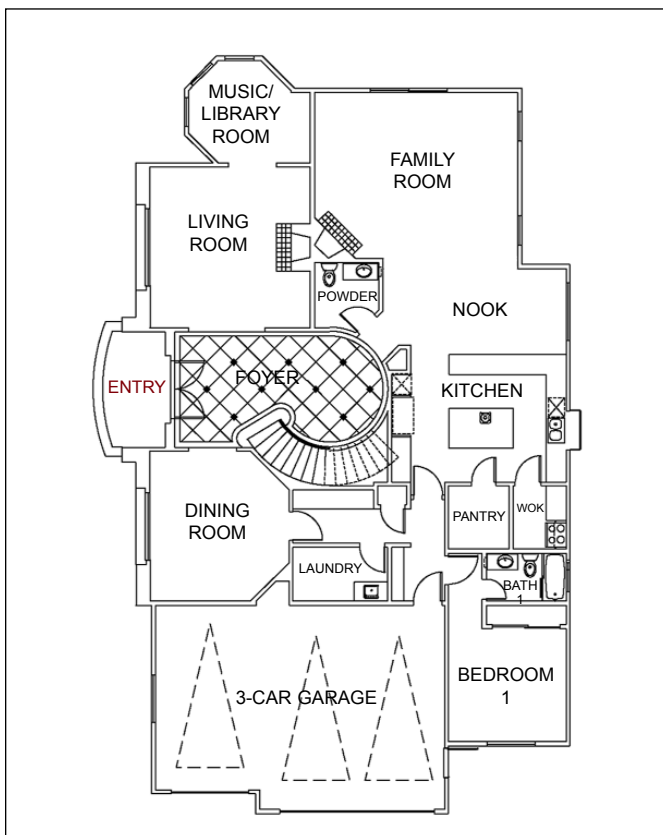 MUSIC/
LIBRARY
ROOM
FAMILY
ROOM
LIVING
ROOM
POWDER
NOOK
ENTRY
FOYER
KITCHEN
DINING
ROOM
PANTRY
WOK
LAUNDRY
BATH
1
BEDROOM
1
3-CAR GARAGE